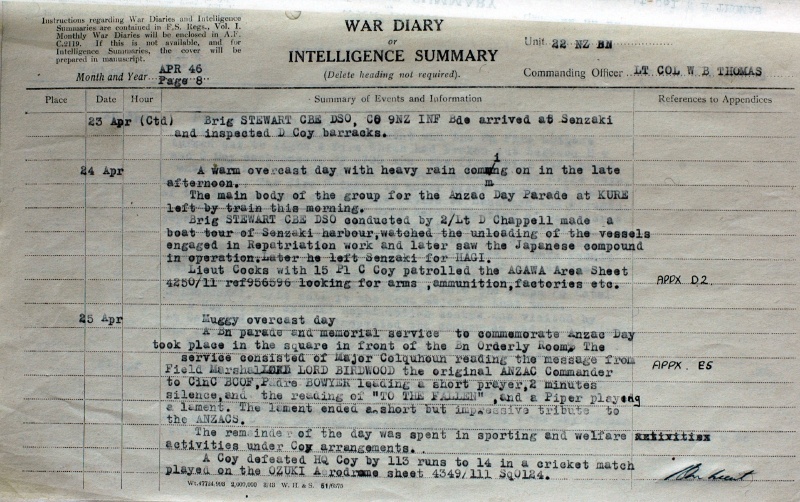 Instructions regarding War Diaries and Intelligence
Summaries are contained in F.S. Regs., Vol. I.
Monthly War Diaries will be enclosed in A.F.
C.2119. If this is not available, and for
Intelligence Summaries, the cover will be
prepared in manuscript.
Month and Year APR 46
Page 8
WAR DIARY
or
INTELLIGENCE SUMMARY
(Delete heading not required).
Unit 22 NZ BN
Commanding Officer LT COL W B THOMAS
Place Date Hour Summary of Events and Information References to Appendices
23 Apr (Ctd) Brig STEWART CBE DSO, CO 9NZ INF Bde arrived at Senzaki
and inspected D Coy barracks.
24 Apr A warm overcast day with heavy rain coming on in the late
afternoon.
The main body of the group for the Anzac Day Parade at KURE
left by train this morning.
Brig STEWART CBE DSO conducted by 2/Lt D Chappell made a
boat tour of Senzaki harbour,watched the unloading of the vessels
engaged in Repatriation work and later saw the Japanese compound
in operation.Later he left Senzaki for HAGI.
Lieut Cocks with 15 Pl C Coy patrolled the AGAWA Area Sheet
4250/11 ref956596 looking for arms ,ammunition,factories etc. APPX D2.
25 Apr Muggy overcast day
A Bn parade and memorial service to commemorate Anzac Day
took place in the square in front of the Bn Orderly Room, The
service consisted of Major Colquhoun reading the message from
Field Marshal LORD BIRDWOOD the original ANZAC Commander APPX. E5
to CinC BCOF,Padre BOWYER leading a short prayer,2 minutes
silence,and the reading of "TO THE FALLEN" ,and a Piper playing
a lament. The lament ended a short but impressive tribute to
the ANZACS.
The remainder of the day was spent in sporting and welfare
activities under Coy arrangements.
A Coy defeated HQ Coy by 113 runs to 14 in a cricket match
played on the OZUKI Aerodrome sheet 4349/111 SqO124.